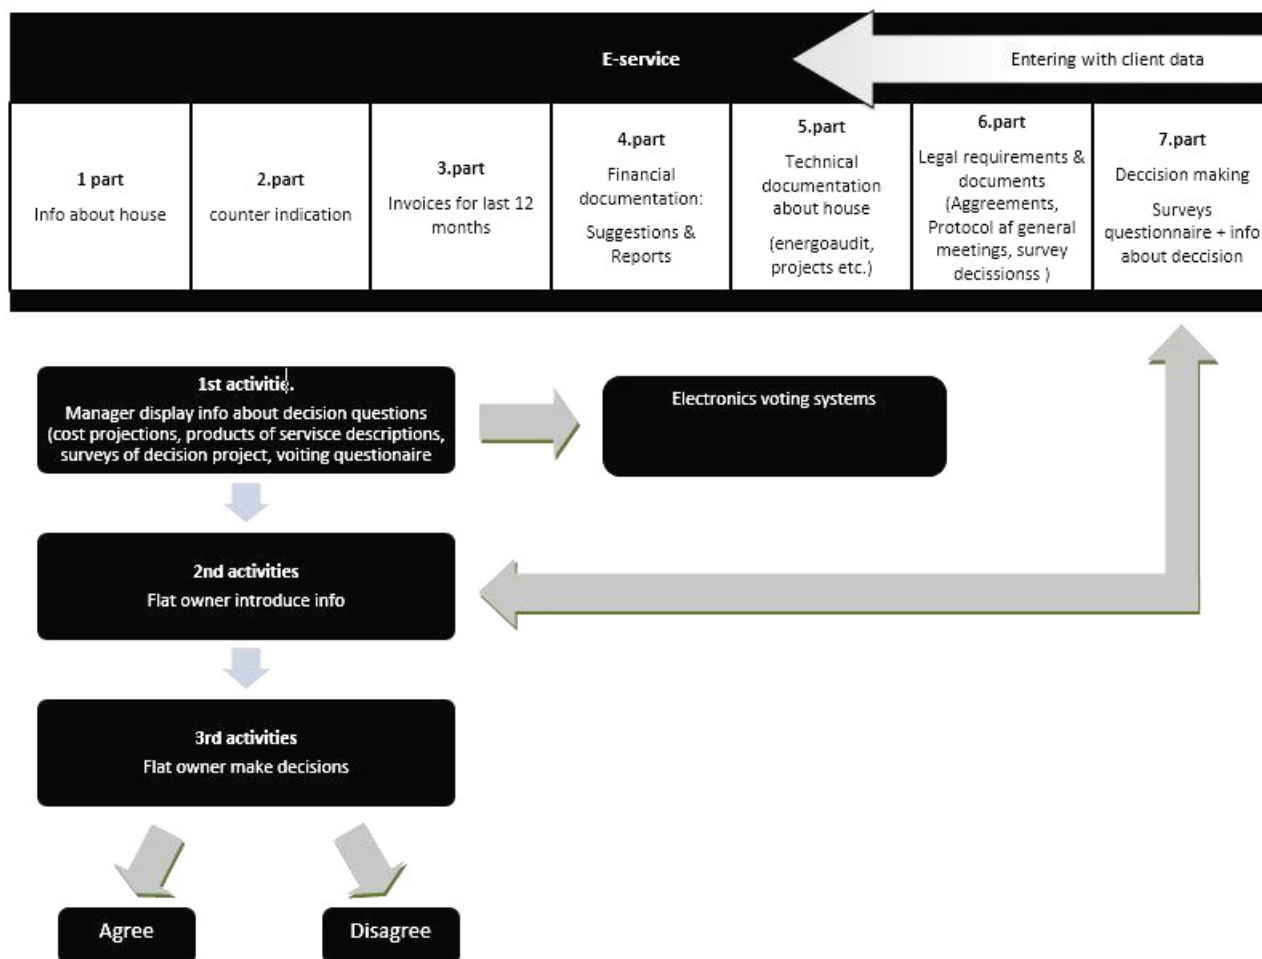 E-service
Entering with client data
1 part
Info about house
2.part
counter indication
3.part
Invoices for last 12
months
4.part
Financial
documentation:
Suggestions &
Reports
5.part
Technical
documentation
about house
(energoaudit,
projects etc.)
6.part
Legal requirements &
documents
(Aggreements,
Protocol af general
meetings, survey
decissionss )
7.part
Deccision making
Surveys
questionnaire + info
about deccision
1st activitie.
Manager display info about decision questions
(cost projections, products of servisce descriptions,
surveys of decision project, voiting questionaire
Electronics voting systems
2nd activities
Flat owner introduce info
3rd activities
Flat owner make decisions
Agree
Disagree